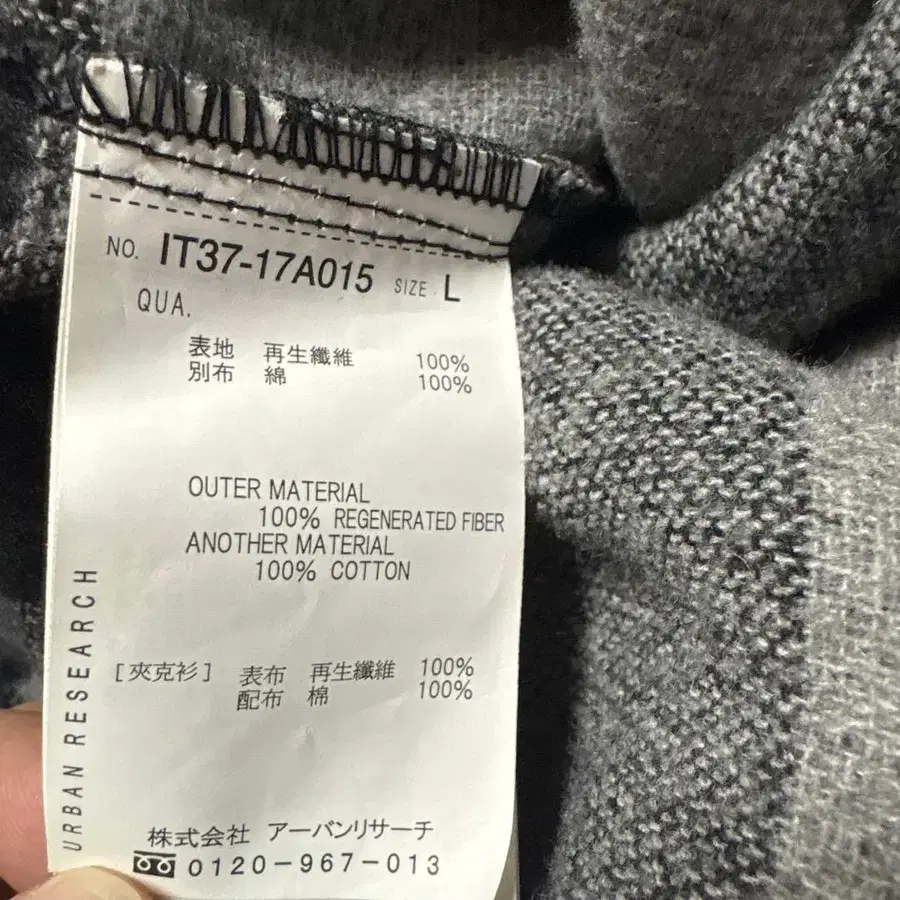 NO. IT37-17A015 SIZE L
QUA.
表地 再生纖維 100%
別布 綿 100%
OUTER MATERIAL
100% REGENERATED FIBER
ANOTHER MATERIAL
100% COTTON
[夾克衫] 表布 再生纖維 100%
配布 棉 100%
URBAN RESEARCH
株式会社 アーバンリサーチ
0120-967-013